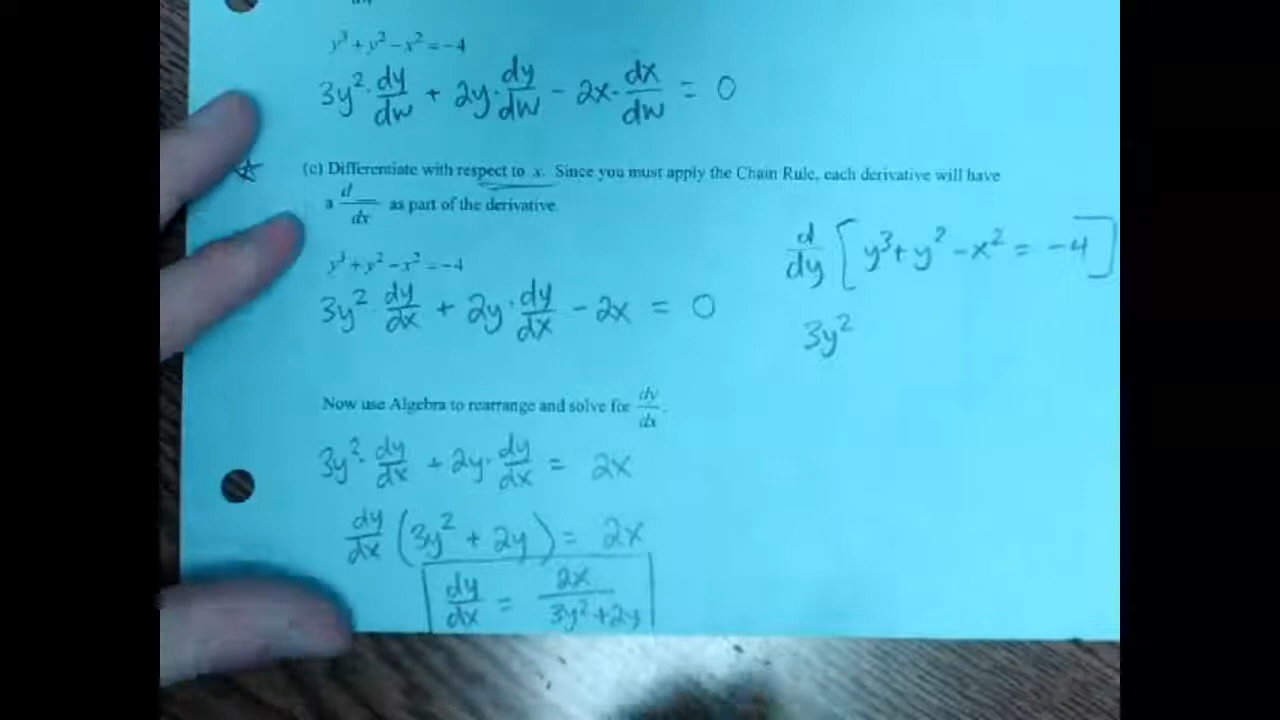 y³ + y² − x² = −4
3y² · dy/dw + 2y · dy/dw − 2x · dx/dw = 0
(c) Differentiate with respect to x. Since you must apply the Chain Rule, each derivative will have
a d__/dx as part of the derivative.
y³ + y² − x² = −4
3y² · dy/dx + 2y · dy/dx − 2x = 0
d/dy [ y³ + y² − x² = −4 ]
3y²
Now use Algebra to rearrange and solve for dy/dx.
3y² · dy/dx + 2y · dy/dx = 2x
dy/dx (3y² + 2y) = 2x
dy/dx = 2x/3y²+2y